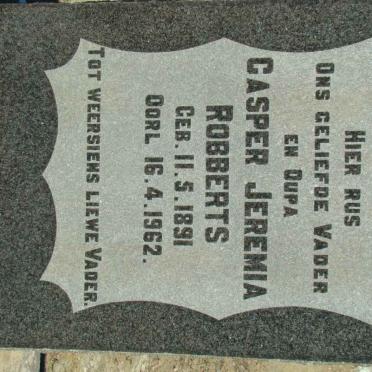 HIER RUS
ONS GELIEFDE VADER
EN OUPA
CASPER JEREMIA
ROBBERTS
GEB. 11.5.1891
OORL 16.4.1962.
TOT WEERSIENS LIEWE VADER.